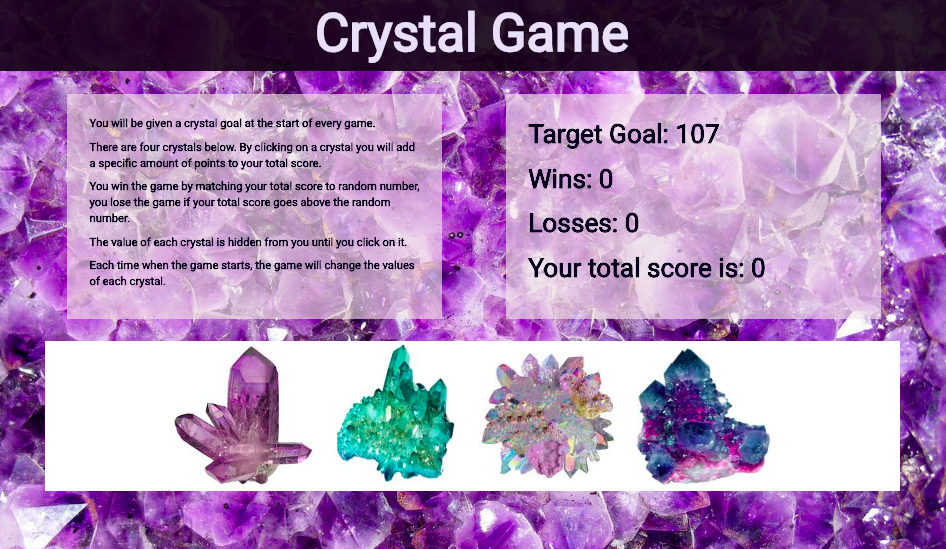 Crystal Game
You will be given a crystal goal at the start of every game.
There are four crystals below. By clicking on a crystal you will add
a specific amount of points to your total score.
You win the game by matching your total score to random number,
you lose the game if your total score goes above the random
number.
The value of each crystal is hidden from you until you click on it.
Each time when the game starts, the game will change the values
of each crystal.
Target Goal: 107
Wins: 0
Losses: 0
Your total score is: 0